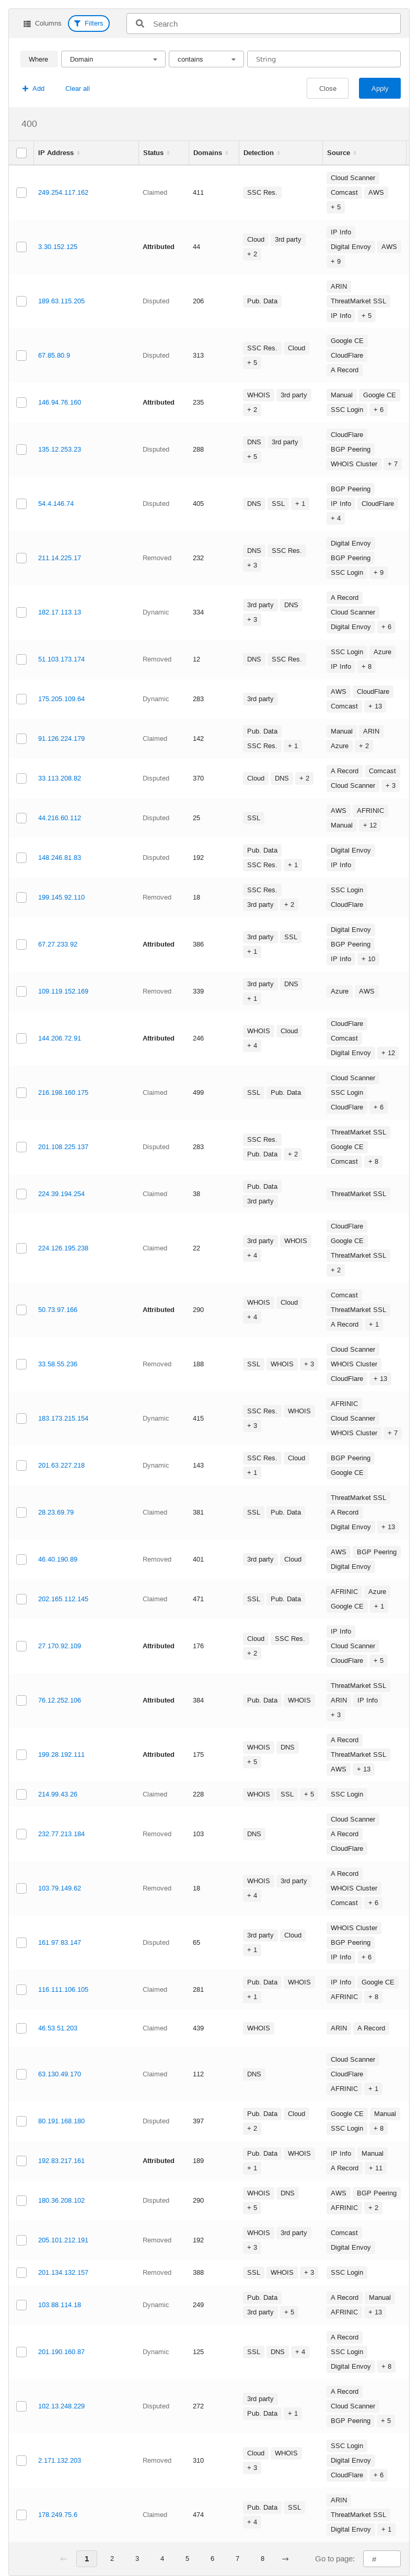 Columns Filters Search
Where Domain contains String
Add Clear all Close Apply
400
IP Address Status Domains Detection Source
249.254.117.162 Claimed 411 SSC Res. Cloud Scanner Comcast AWS + 5
3.30.152.125 Attributed 44 Cloud 3rd party + 2 IP Info Digital Envoy AWS + 9
189.63.115.205 Disputed 206 Pub. Data ARIN ThreatMarket SSL IP Info + 5
67.85.80.9 Disputed 313 SSC Res. Cloud + 5 Google CE CloudFlare A Record
146.94.76.160 Attributed 235 WHOIS 3rd party + 2 Manual Google CE SSC Login + 6
135.12.253.23 Disputed 288 DNS 3rd party + 5 CloudFlare BGP Peering WHOIS Cluster + 7
54.4.146.74 Disputed 405 DNS SSL + 1 BGP Peering IP Info CloudFlare + 4
211.14.225.17 Removed 232 DNS SSC Res. + 3 Digital Envoy BGP Peering SSC Login + 9
182.17.113.13 Dynamic 334 3rd party DNS + 3 A Record Cloud Scanner Digital Envoy + 6
51.103.173.174 Removed 12 DNS SSC Res. SSC Login Azure IP Info + 8
175.205.109.64 Dynamic 283 3rd party AWS CloudFlare Comcast + 13
91.126.224.179 Claimed 142 Pub. Data SSC Res. + 1 Manual ARIN Azure + 2
33.113.208.82 Disputed 370 Cloud DNS + 2 A Record Comcast Cloud Scanner + 3
44.216.60.112 Disputed 25 SSL AWS AFRINIC Manual + 12
148.246.81.83 Disputed 192 Pub. Data SSC Res. + 1 Digital Envoy IP Info
199.145.92.110 Removed 18 SSC Res. 3rd party + 2 SSC Login CloudFlare
67.27.233.92 Attributed 386 3rd party SSL + 1 Digital Envoy BGP Peering IP Info + 10
109.119.152.169 Removed 339 3rd party DNS + 1 Azure AWS
144.206.72.91 Attributed 246 WHOIS Cloud + 4 CloudFlare Comcast Digital Envoy + 12
216.198.160.175 Claimed 499 SSL Pub. Data Cloud Scanner SSC Login CloudFlare + 6
201.108.225.137 Disputed 283 SSC Res. Pub. Data + 2 ThreatMarket SSL Google CE Comcast + 8
224.39.194.254 Claimed 38 Pub. Data 3rd party ThreatMarket SSL
224.126.195.238 Claimed 22 3rd party WHOIS + 4 CloudFlare Google CE ThreatMarket SSL + 2
50.73.97.166 Attributed 290 WHOIS Cloud + 4 Comcast ThreatMarket SSL A Record + 1
33.58.55.236 Removed 188 SSL WHOIS + 3 Cloud Scanner WHOIS Cluster CloudFlare + 13
183.173.215.154 Dynamic 415 SSC Res. WHOIS + 3 AFRINIC Cloud Scanner WHOIS Cluster + 7
201.63.227.218 Dynamic 143 SSC Res. Cloud + 1 BGP Peering Google CE
28.23.69.79 Claimed 381 SSL Pub. Data ThreatMarket SSL A Record Digital Envoy + 13
46.40.190.89 Removed 401 3rd party Cloud AWS BGP Peering Digital Envoy
202.165.112.145 Claimed 471 SSL Pub. Data AFRINIC Azure Google CE + 1
27.170.92.109 Attributed 176 Cloud SSC Res. + 2 IP Info Cloud Scanner CloudFlare + 5
76.12.252.106 Attributed 384 Pub. Data WHOIS ThreatMarket SSL ARIN IP Info + 3
199.28.192.111 Attributed 175 WHOIS DNS + 5 A Record ThreatMarket SSL AWS + 13
214.99.43.26 Claimed 228 WHOIS SSL + 5 SSC Login
232.77.213.184 Removed 103 DNS Cloud Scanner A Record CloudFlare
103.79.149.62 Removed 18 WHOIS 3rd party + 4 A Record WHOIS Cluster Comcast + 6
161.97.83.147 Disputed 65 3rd party Cloud + 1 WHOIS Cluster BGP Peering IP Info + 6
116.111.106.105 Claimed 281 Pub. Data WHOIS + 1 IP Info Google CE AFRINIC + 8
46.53.51.203 Claimed 439 WHOIS ARIN A Record
63.130.49.170 Claimed 112 DNS Cloud Scanner CloudFlare AFRINIC + 1
80.191.168.180 Disputed 397 Pub. Data Cloud + 2 Google CE Manual SSC Login + 8
192.83.217.161 Attributed 189 Pub. Data WHOIS + 1 IP Info Manual A Record + 11
180.36.208.102 Disputed 290 WHOIS DNS + 5 AWS BGP Peering AFRINIC + 2
205.101.212.191 Removed 192 WHOIS 3rd party + 3 Comcast Digital Envoy
201.134.132.157 Removed 388 SSL WHOIS + 3 SSC Login
103.88.114.18 Dynamic 249 Pub. Data 3rd party + 5 A Record Manual AFRINIC + 13
201.190.160.87 Dynamic 125 SSL DNS + 4 A Record SSC Login Digital Envoy + 8
102.13.248.229 Disputed 272 3rd party Pub. Data + 1 A Record Cloud Scanner BGP Peering + 5
2.171.132.203 Removed 310 Cloud WHOIS + 3 SSC Login Digital Envoy CloudFlare + 6
178.249.75.6 Claimed 474 Pub. Data SSL + 4 ARIN ThreatMarket SSL Digital Envoy + 1
← 1 2 3 4 5 6 7 8 → Go to page: #